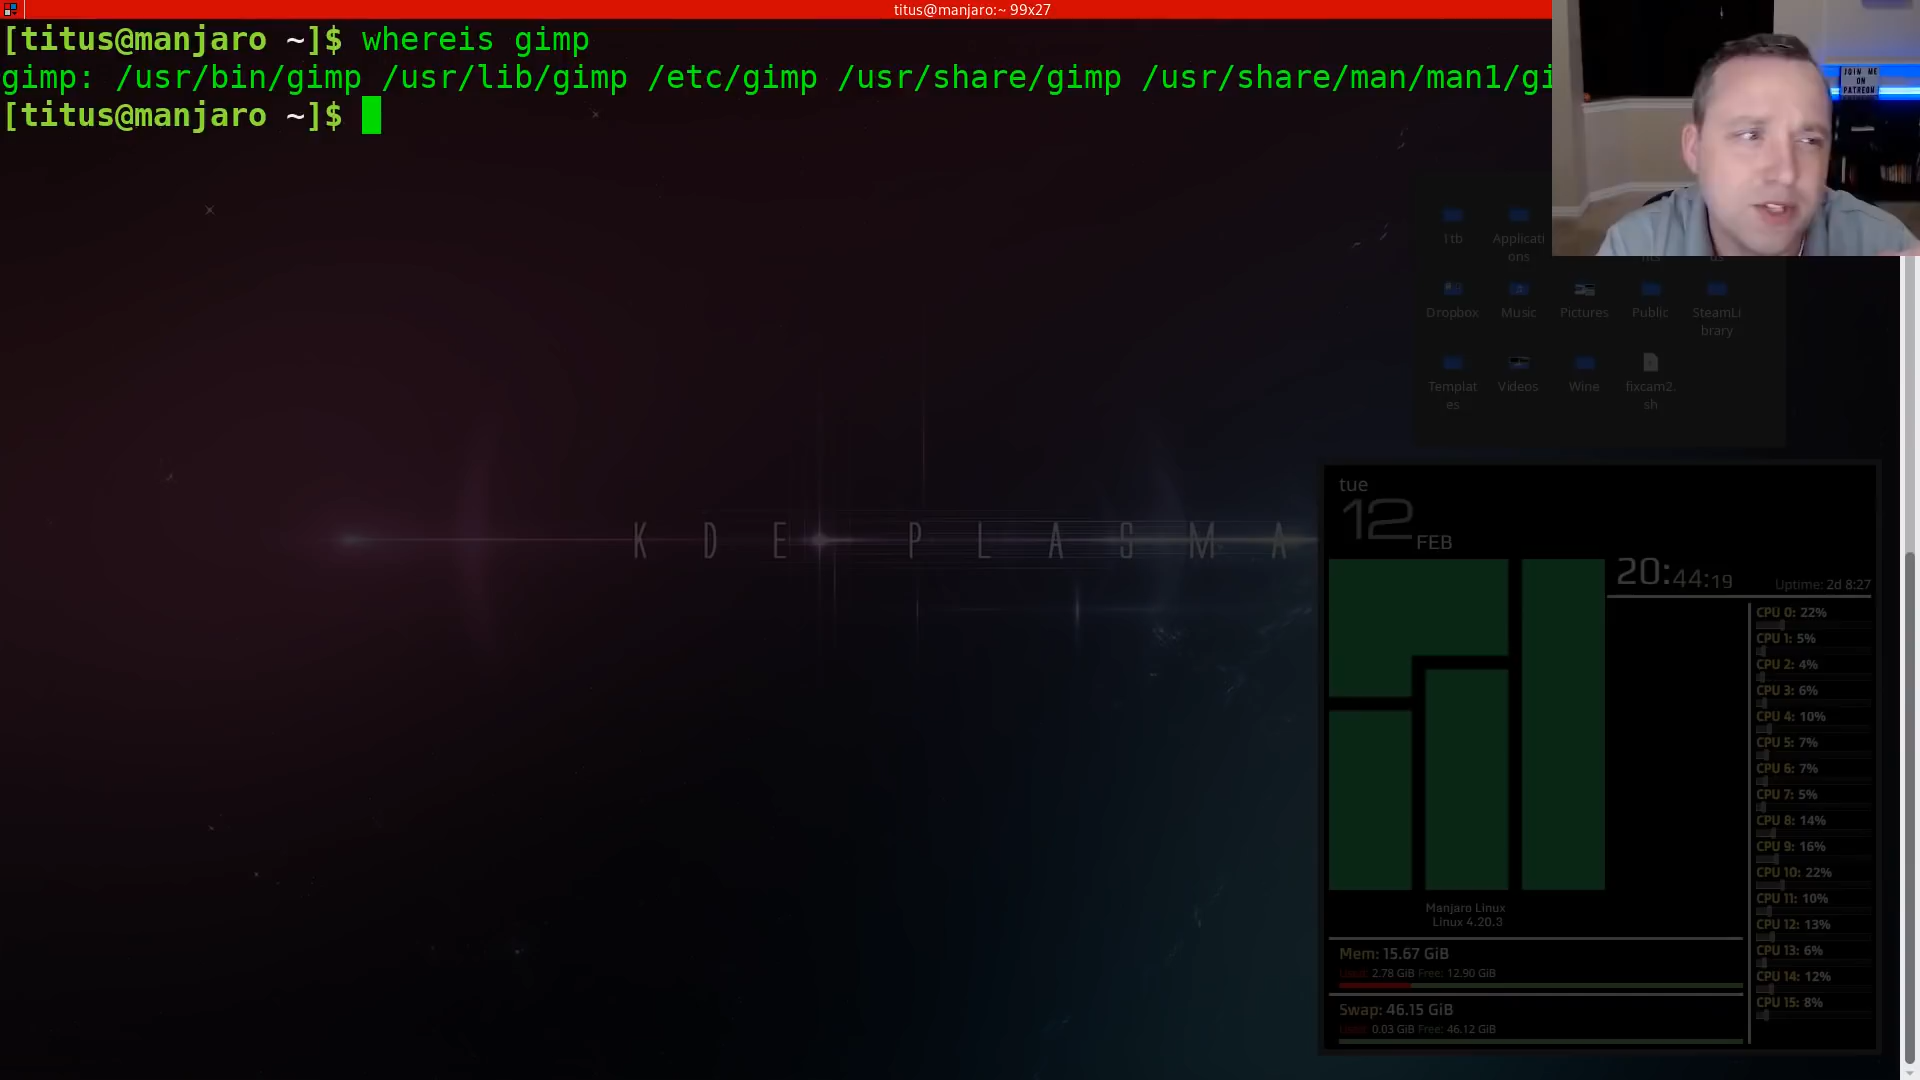 titus@manjaro:~ 99x27
[titus@manjaro ~]$ whereis gimp
gimp: /usr/bin/gimp /usr/lib/gimp /etc/gimp /usr/share/gimp /usr/share/man/man1/gi
[titus@manjaro ~]$
JOIN ME
ON
PATREON
1tb
Applicati
ons
Dropbox
Music
Pictures
Public
SteamLi
brary
Templat
es
Videos
Wine
fixcam2.
sh
KDE PLASMA
tue
12
FEB
20:44:19
Uptime: 2d 8:27
CPU 0: 22%
CPU 1: 5%
CPU 2: 4%
CPU 3: 6%
CPU 4: 10%
CPU 5: 7%
CPU 6: 7%
CPU 7: 5%
CPU 8: 14%
CPU 9: 16%
CPU 10: 22%
CPU 11: 10%
CPU 12: 13%
CPU 13: 6%
CPU 14: 12%
CPU 15: 8%
Manjaro Linux
Linux 4.20.3
Mem: 15.67 GiB
Used: 2.78 GiB Free: 12.90 GiB
Swap: 46.15 GiB
Used: 0.03 GiB Free: 46.12 GiB